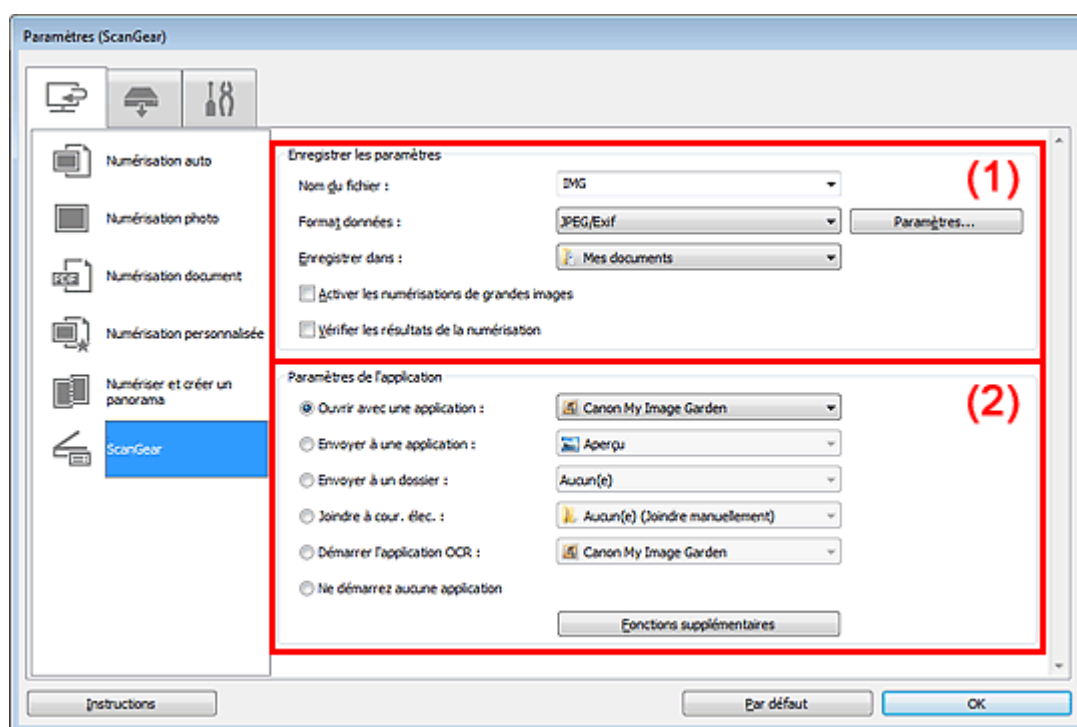 Paramètres (ScanGear)
Numérisation auto
Numérisation photo
Numérisation document
Numérisation personnalisée
Numériser et créer un
panorama
ScanGear
Enregistrer les paramètres
(1)
Nom du fichier : IMG
Format données : JPEG/Exif Paramètres...
Enregistrer dans : Mes documents
Activer les numérisations de grandes images
Vérifier les résultats de la numérisation
Paramètres de l'application
(2)
Ouvrir avec une application : Canon My Image Garden
Envoyer à une application : Aperçu
Envoyer à un dossier : Aucun(e)
Joindre à cour. élec. : Aucun(e) (Joindre manuellement)
Démarrer l'application OCR : Canon My Image Garden
Ne démarrez aucune application
Fonctions supplémentaires
Instructions Par défaut OK